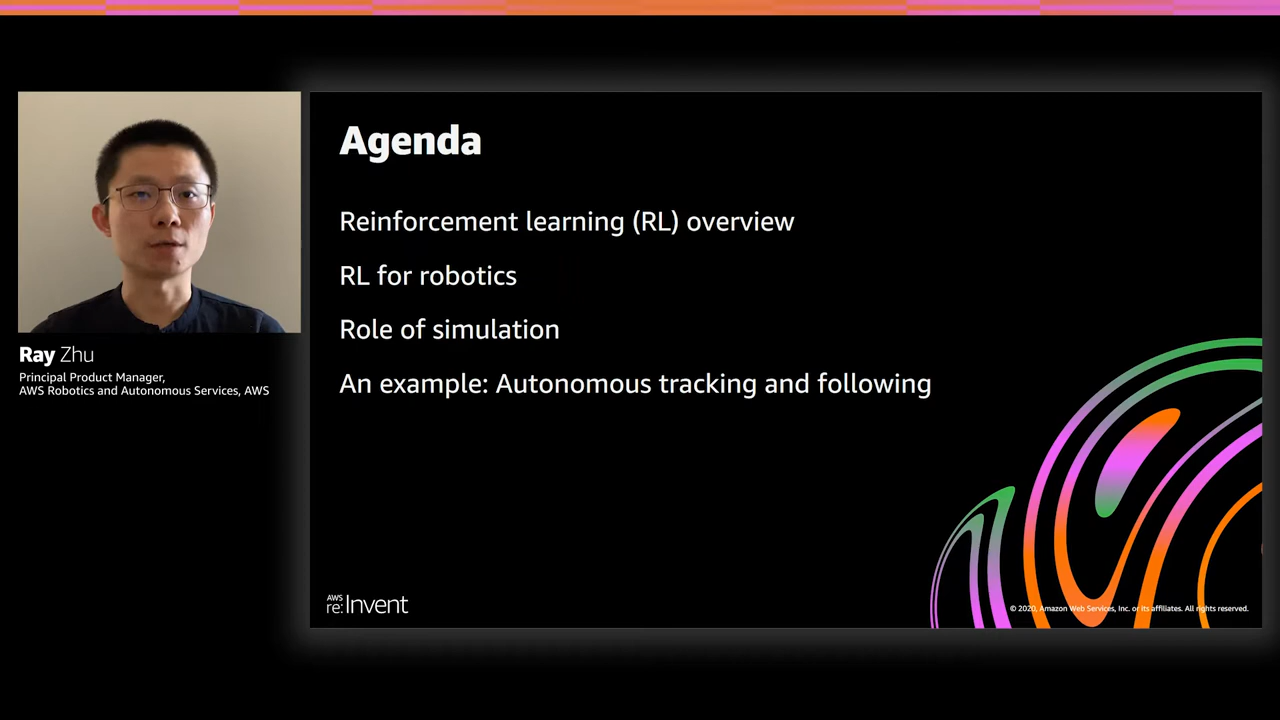 Agenda
Reinforcement learning (RL) overview
RL for robotics
Role of simulation
An example: Autonomous tracking and following
Ray Zhu
Principal Product Manager,
AWS Robotics and Autonomous Services, AWS
AWS
re:Invent
© 2020, Amazon Web Services, Inc. or its affiliates. All rights reserved.